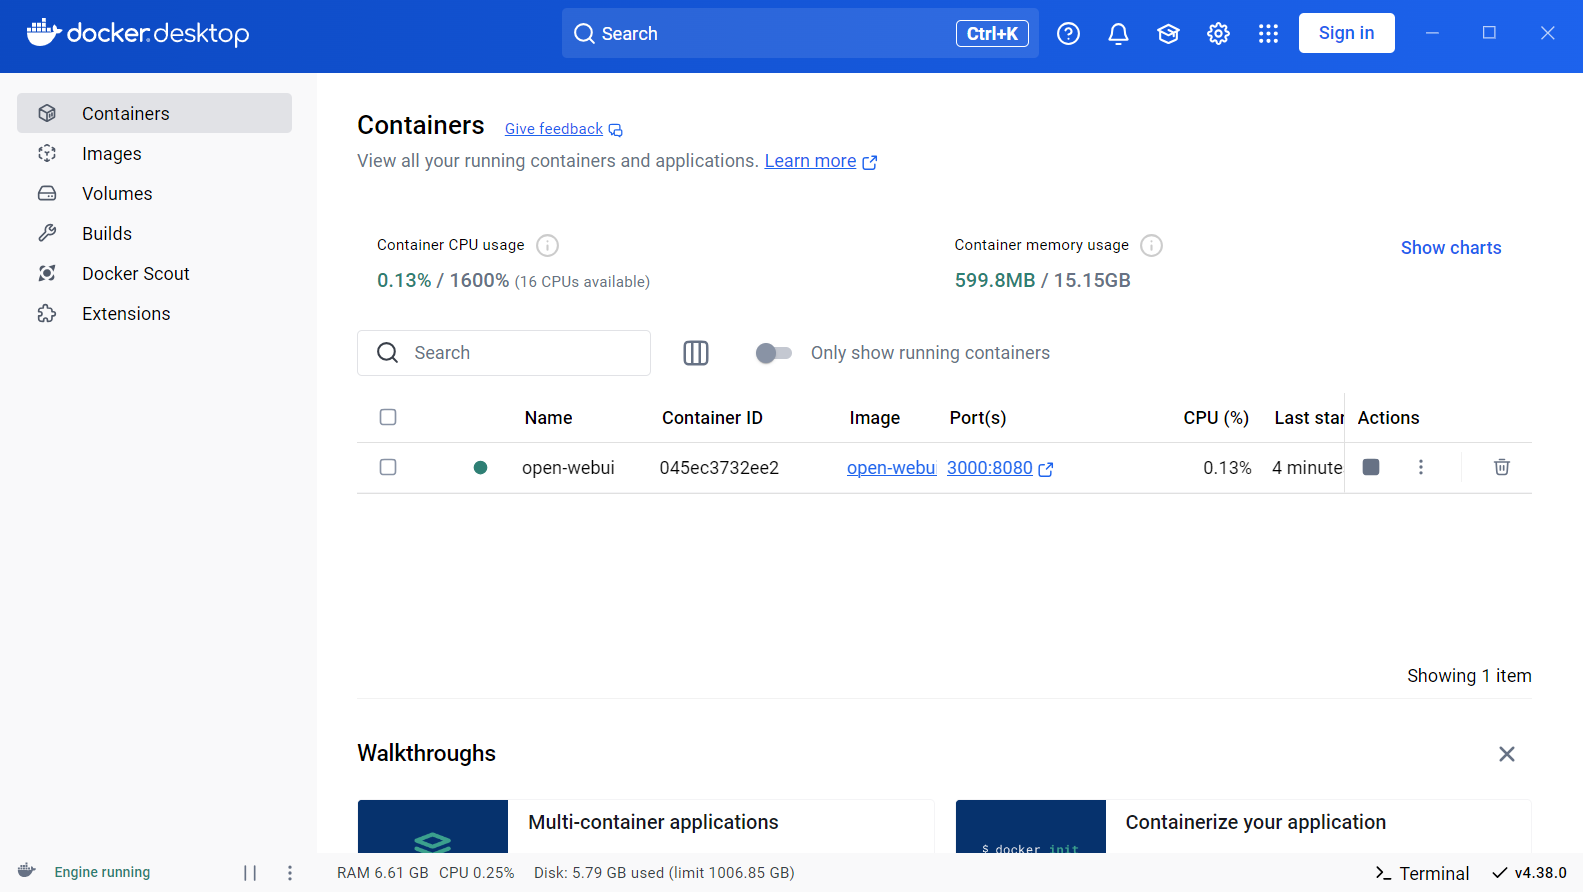 docker.desktop
Search
Ctrl+K
Sign in
Containers
Images
Volumes
Builds
Docker Scout
Extensions
Containers
Give feedback
View all your running containers and applications. Learn more
Container CPU usage
0.13% / 1600% (16 CPUs available)
Container memory usage
599.8MB / 15.15GB
Show charts
Search
Only show running containers
Name Container ID Image Port(s) CPU (%) Last star Actions
open-webui 045ec3732ee2 open-webui 3000:8080 0.13% 4 minute
Showing 1 item
Walkthroughs
Multi-container applications
Containerize your application
$ docker init
Engine running
RAM 6.61 GB CPU 0.25% Disk: 5.79 GB used (limit 1006.85 GB)
Terminal
v4.38.0